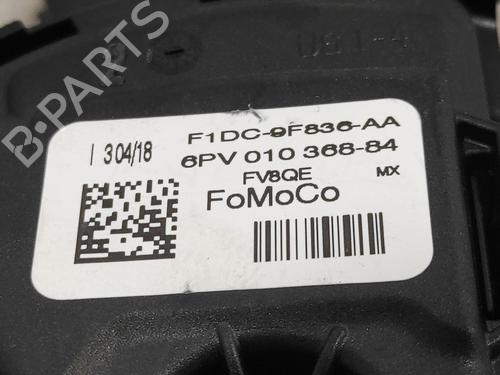 F1DC-9F836-AA
I 304/18
6PV 010 368-84
FV8QE
MX
FoMoCo
B-PARTS